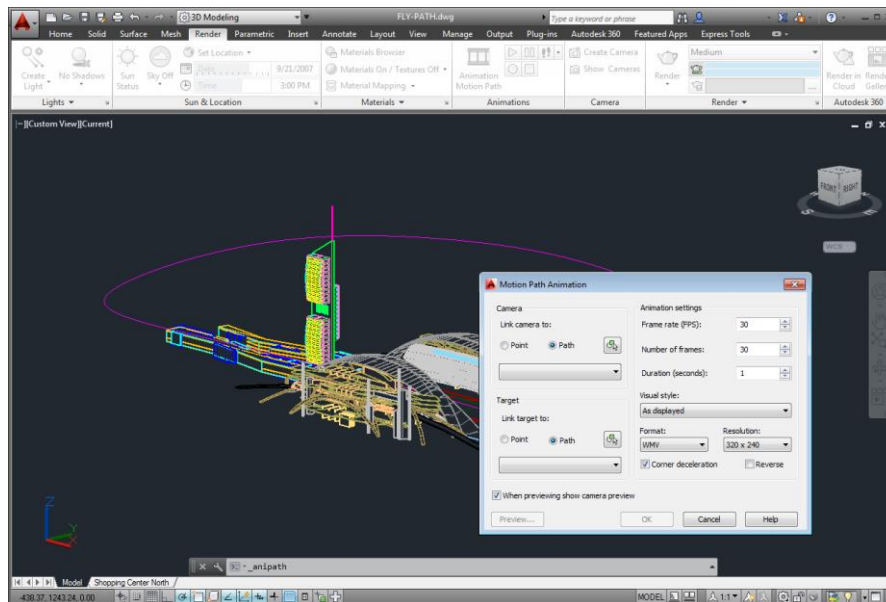 3D Modeling
FLY-PATH.dwg
Type a keyword or phrase
Home Solid Surface Mesh Render Parametric Insert Annotate Layout View Manage Output Plug-ins Autodesk 360 Featured Apps Express Tools
Set Location
Materials Browser
Create Camera
Medium
Date
9/21/2007
Materials On / Textures Off
Show Cameras
Create Light
No Shadows
Sun Status
Sky Off
Animation Motion Path
Render
Render in Cloud
Time
3:00 PM
Material Mapping
Lights
Sun & Location
Materials
Animations
Camera
Render
Autodesk 360
[-][Custom View][Current]
FRONT RIGHT
S E
WCS
Motion Path Animation
Camera
Link camera to:
Point Path
Target
Link target to:
Point Path
Animation settings
Frame rate (FPS): 30
Number of frames: 30
Duration (seconds): 1
Visual style:
As displayed
Format: Resolution:
WMV 320 x 240
Corner deceleration Reverse
When previewing show camera preview
Preview... OK Cancel Help
Z
Y
X
_anipath
Model Shopping Center North
-438.37, 1243.24, 0.00
MODEL
1:1